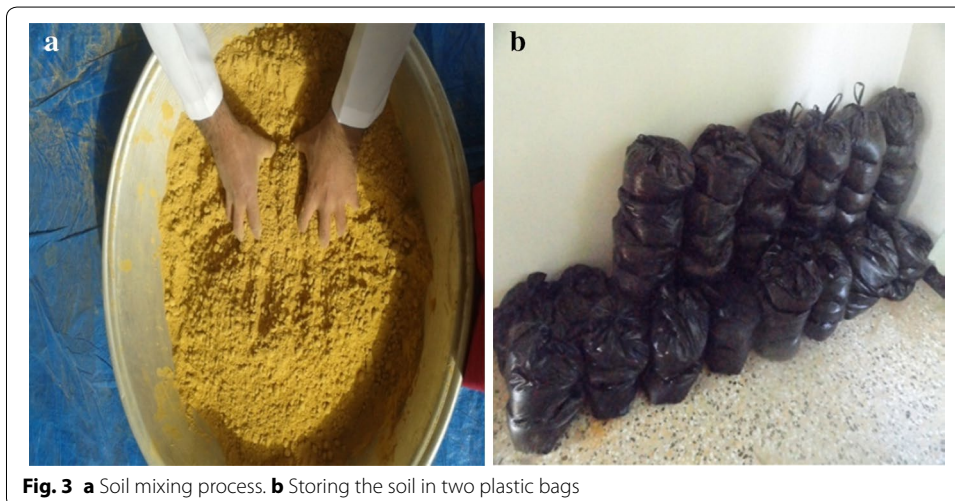 a
b
Fig. 3 a Soil mixing process. b Storing the soil in two plastic bags